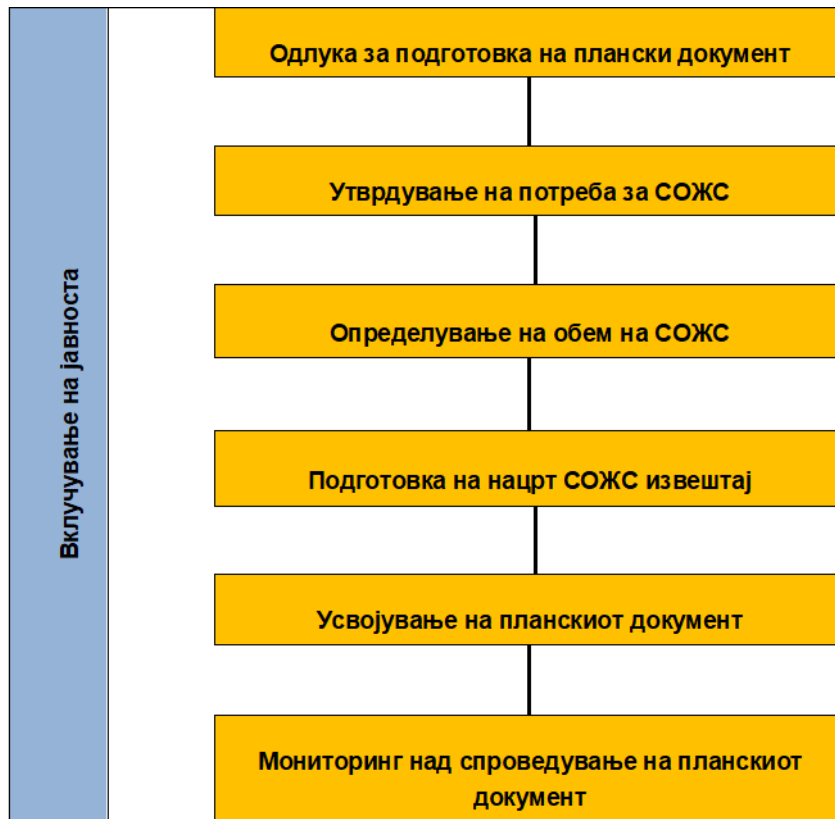 Вклучување на јавноста
Одлука за подготовка на плански документ
Утврдување на потреба за СОЖС
Определување на обем на СОЖС
Подготовка на нацрт СОЖС извештај
Усвојување на планскиот документ
Мониторинг над спроведување на планскиот
документ